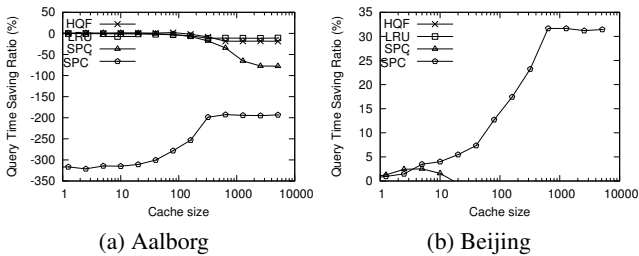 Query Time Saving Ratio (%)
50
0
-50
-100
-150
-200
-250
-300
-350
HQF
LRU
SPC
SPC
1
10
100
1000
10000
Cache size
(a) Aalborg
Query Time Saving Ratio (%)
35
30
25
20
15
10
5
0
HQF
LRU
SPC
SPC
1
10
100
1000
10000
Cache size
(b) Beijing